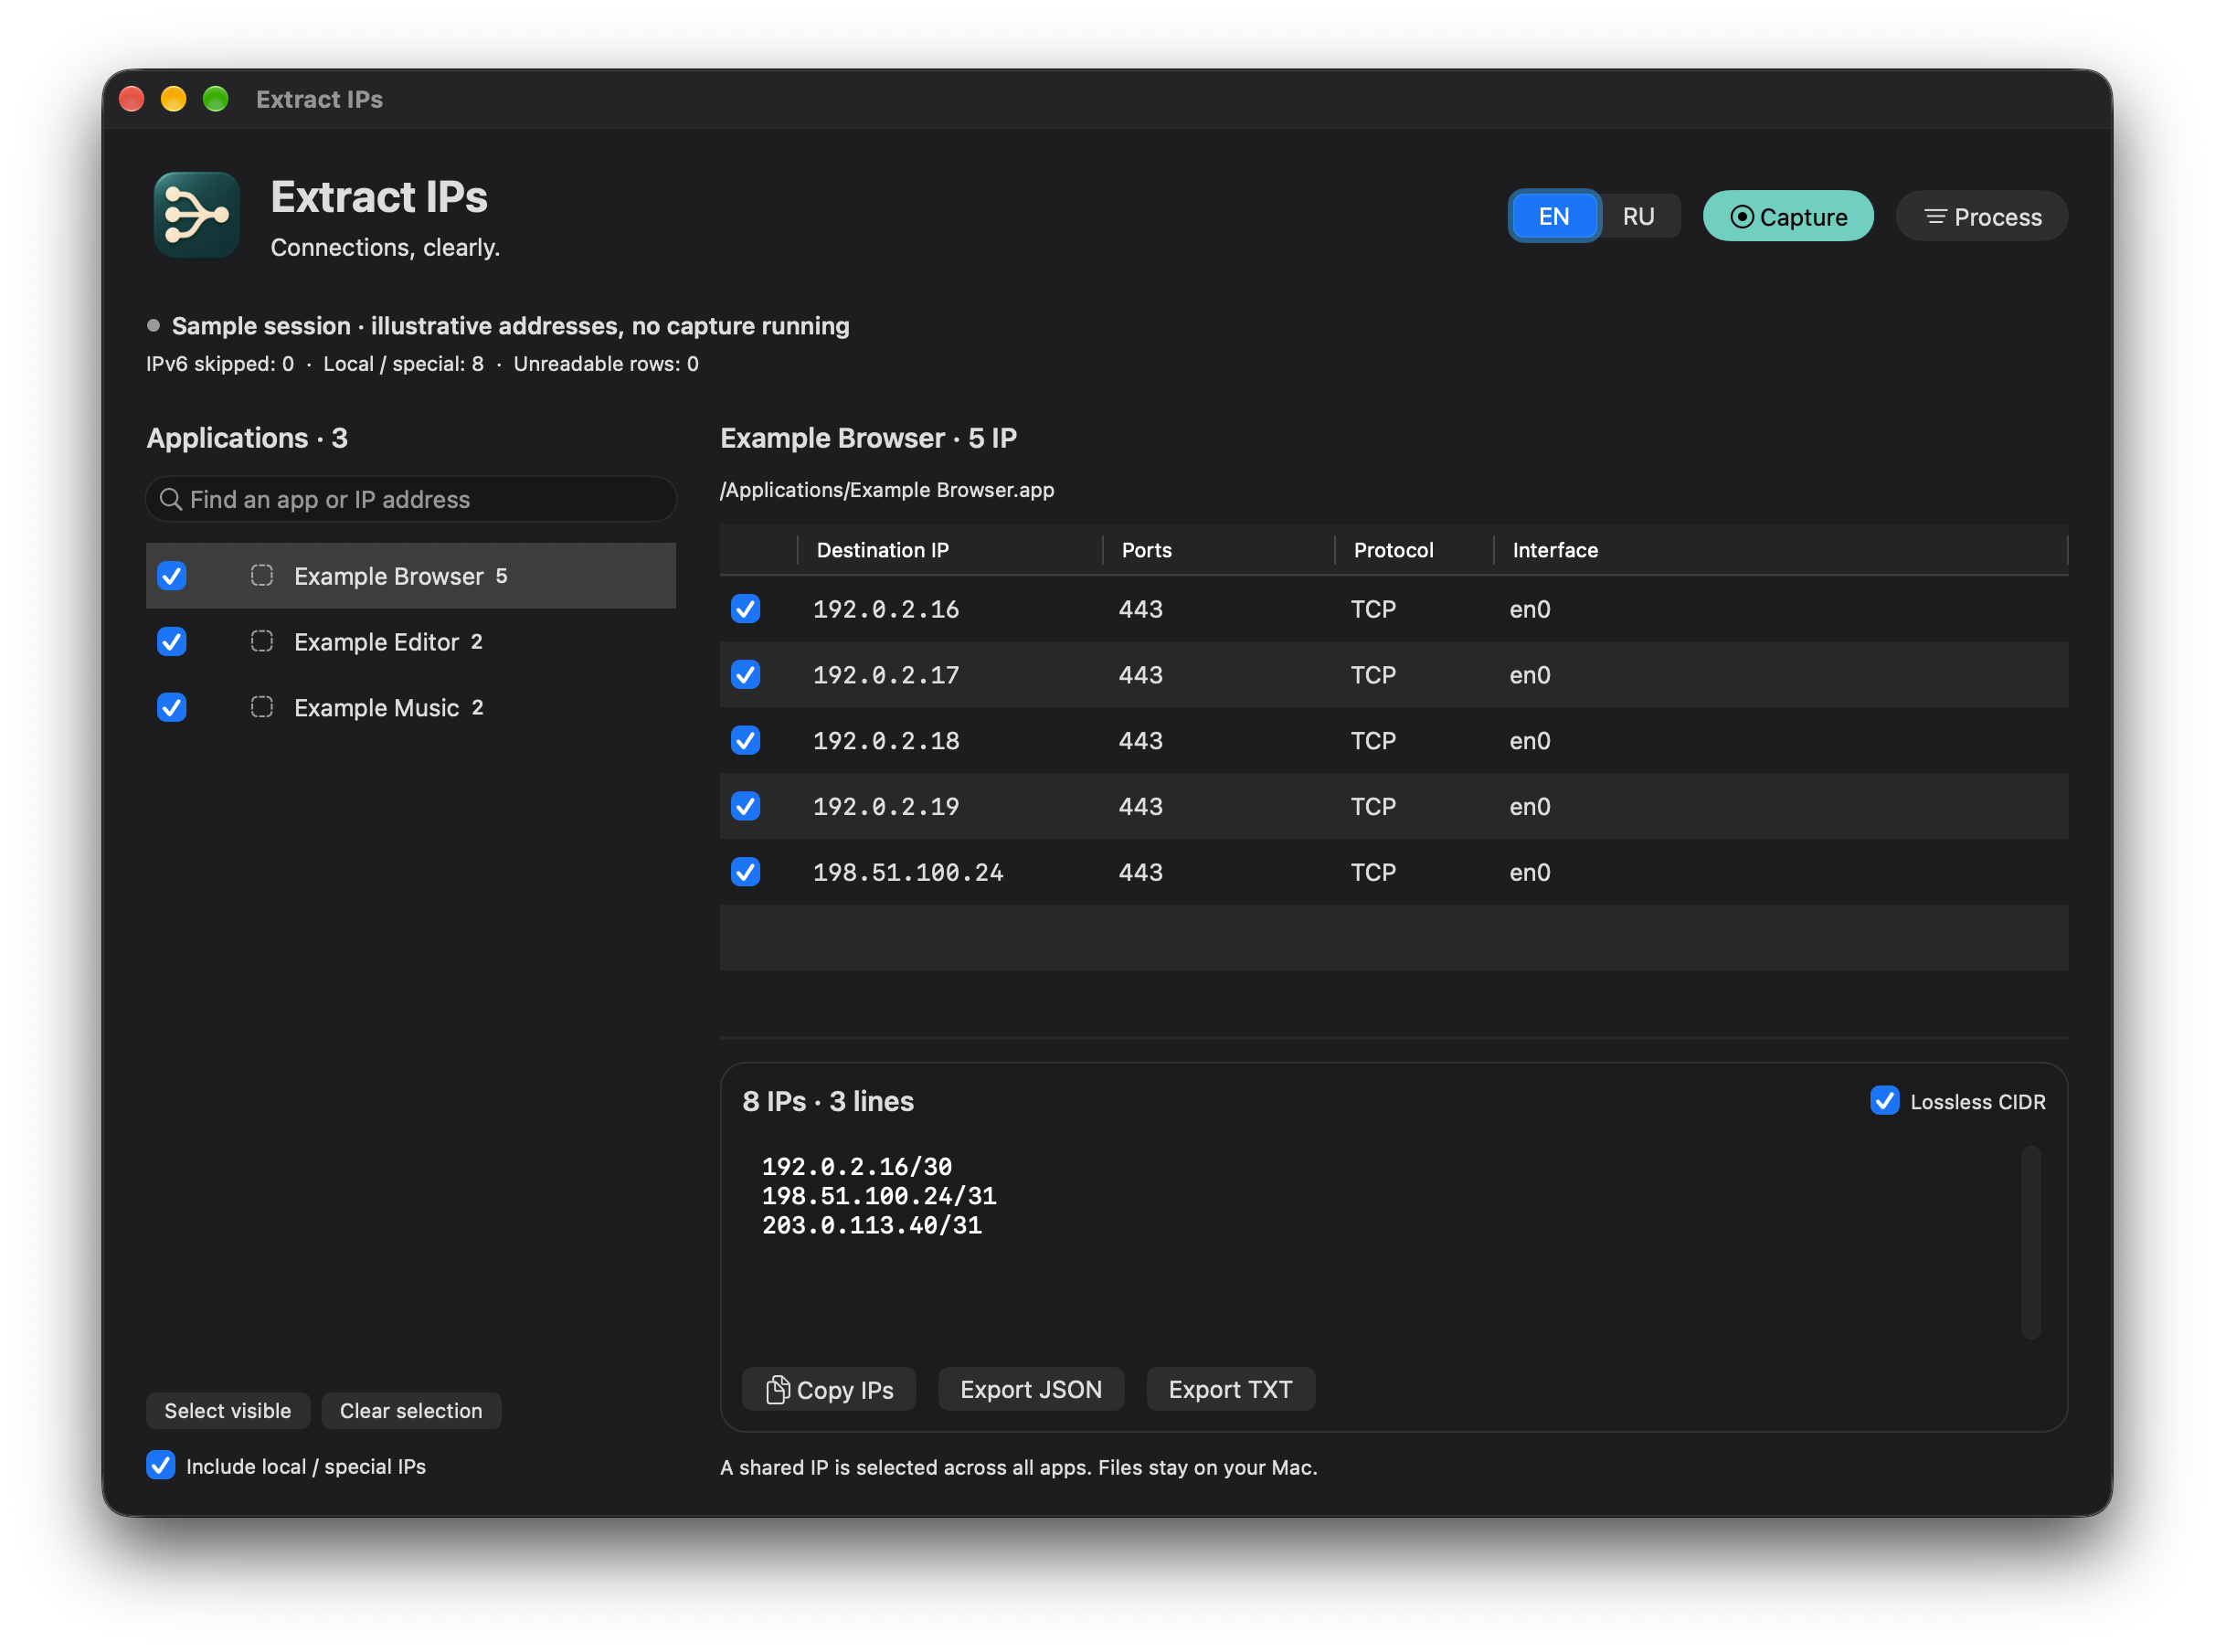 Extract IPs
Extract IPs
Connections, clearly.
EN RU Capture Process
Sample session · illustrative addresses, no capture running
IPv6 skipped: 0 · Local / special: 8 · Unreadable rows: 0
Applications · 3
Find an app or IP address
Example Browser 5
Example Editor 2
Example Music 2
Select visible Clear selection
Include local / special IPs
Example Browser · 5 IP
/Applications/Example Browser.app
Destination IP Ports Protocol Interface
192.0.2.16 443 TCP en0
192.0.2.17 443 TCP en0
192.0.2.18 443 TCP en0
192.0.2.19 443 TCP en0
198.51.100.24 443 TCP en0
8 IPs · 3 lines Lossless CIDR
192.0.2.16/30
198.51.100.24/31
203.0.113.40/31
Copy IPs Export JSON Export TXT
A shared IP is selected across all apps. Files stay on your Mac.